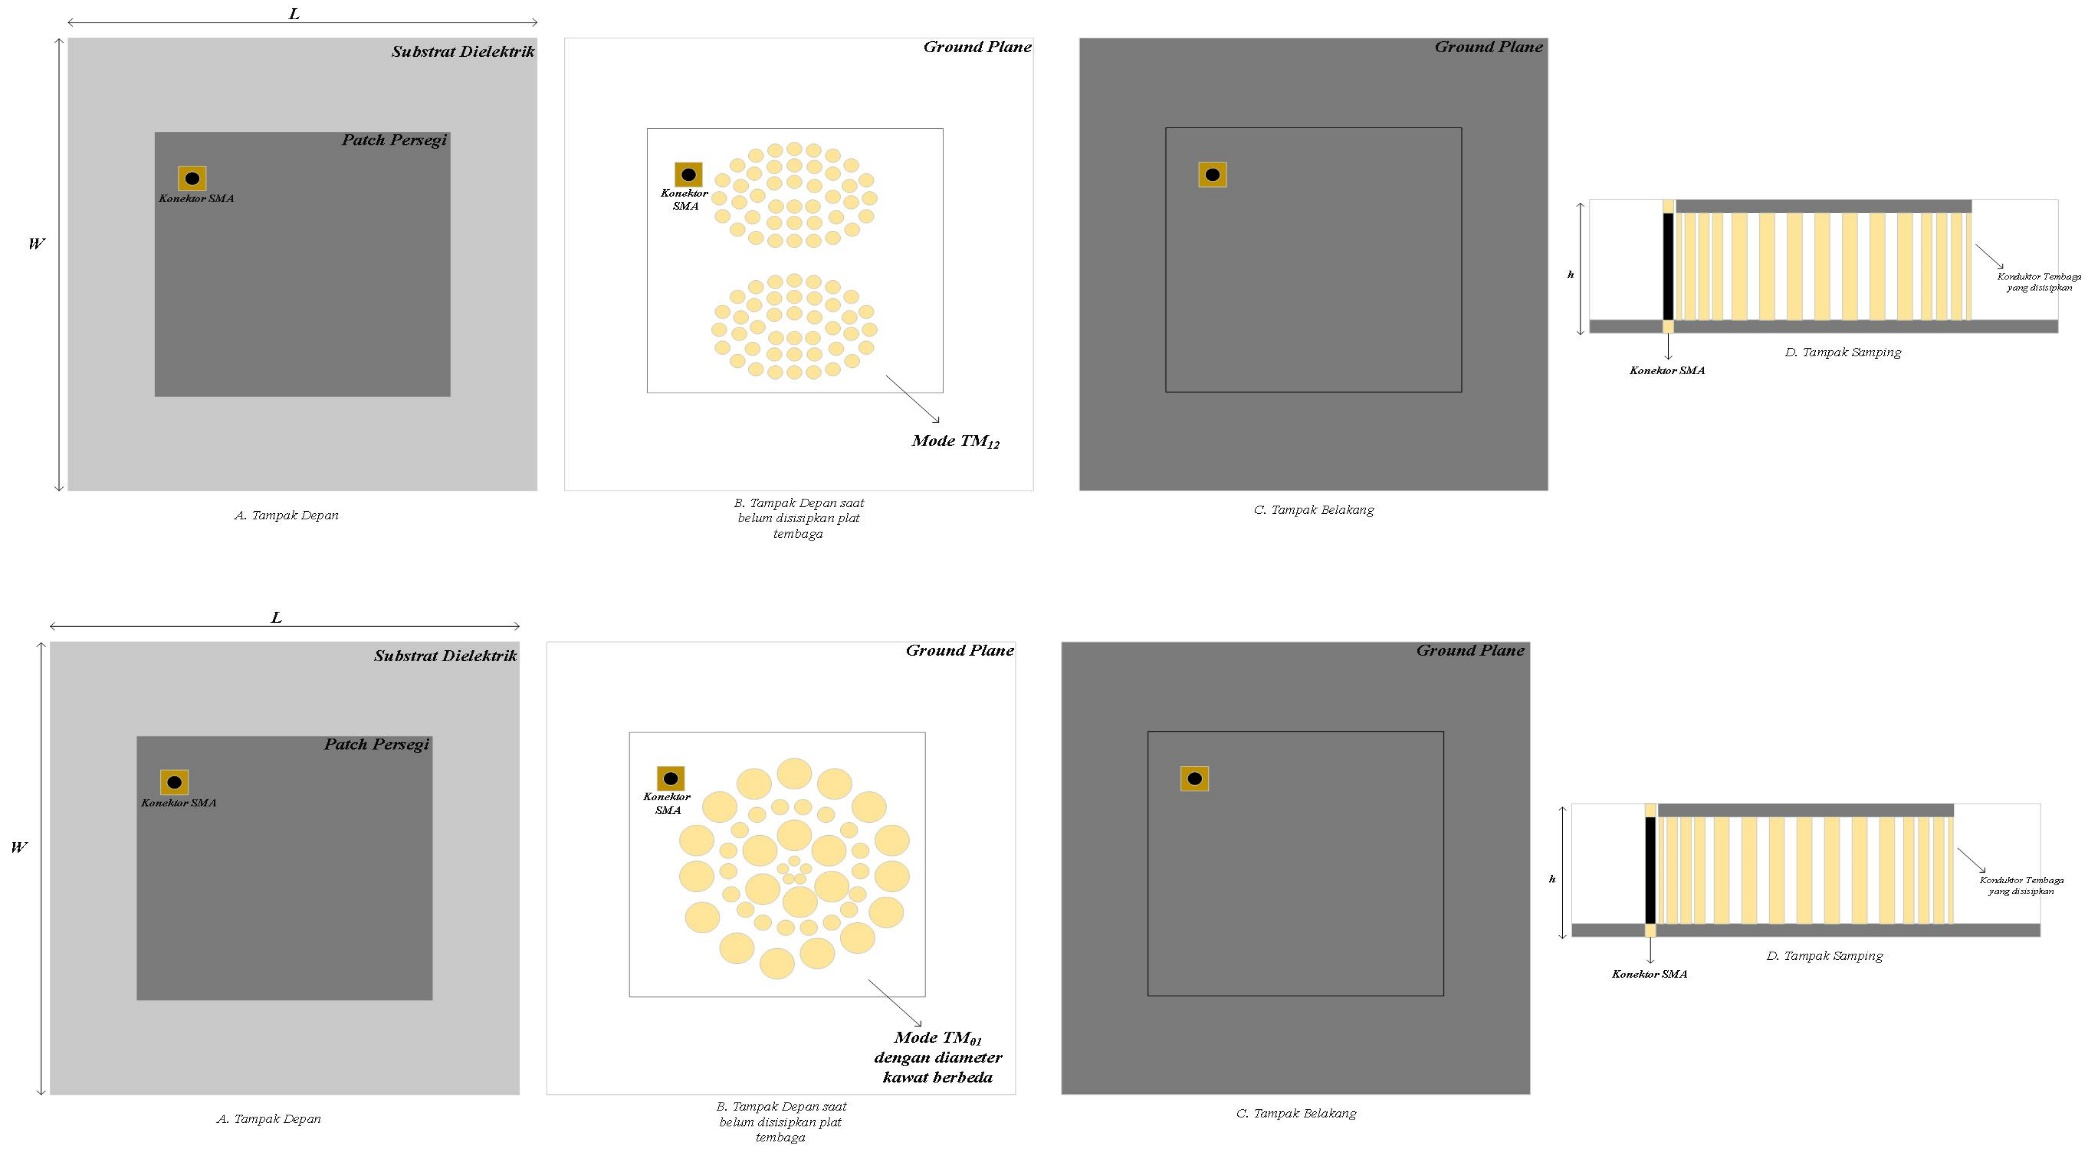 L
Substrat Dielektrik
Patch Persegi
Konektor SMA
W
A. Tampak Depan
Ground Plane
Konektor
SMA
Mode TM₁₂
B. Tampak Depan saat
belum disisipkan plat
tembaga
Ground Plane
C. Tampak Belakang
h
Konduktor Tembaga
yang disisipkan
D. Tampak Samping
Konektor SMA
L
Substrat Dielektrik
Patch Persegi
Konektor SMA
W
A. Tampak Depan
Ground Plane
Konektor
SMA
Mode TM₀₁
dengan diameter
kawat berbeda
B. Tampak Depan saat
belum disisipkan plat
tembaga
Ground Plane
C. Tampak Belakang
h
Konduktor Tembaga
yang disisipkan
D. Tampak Samping
Konektor SMA